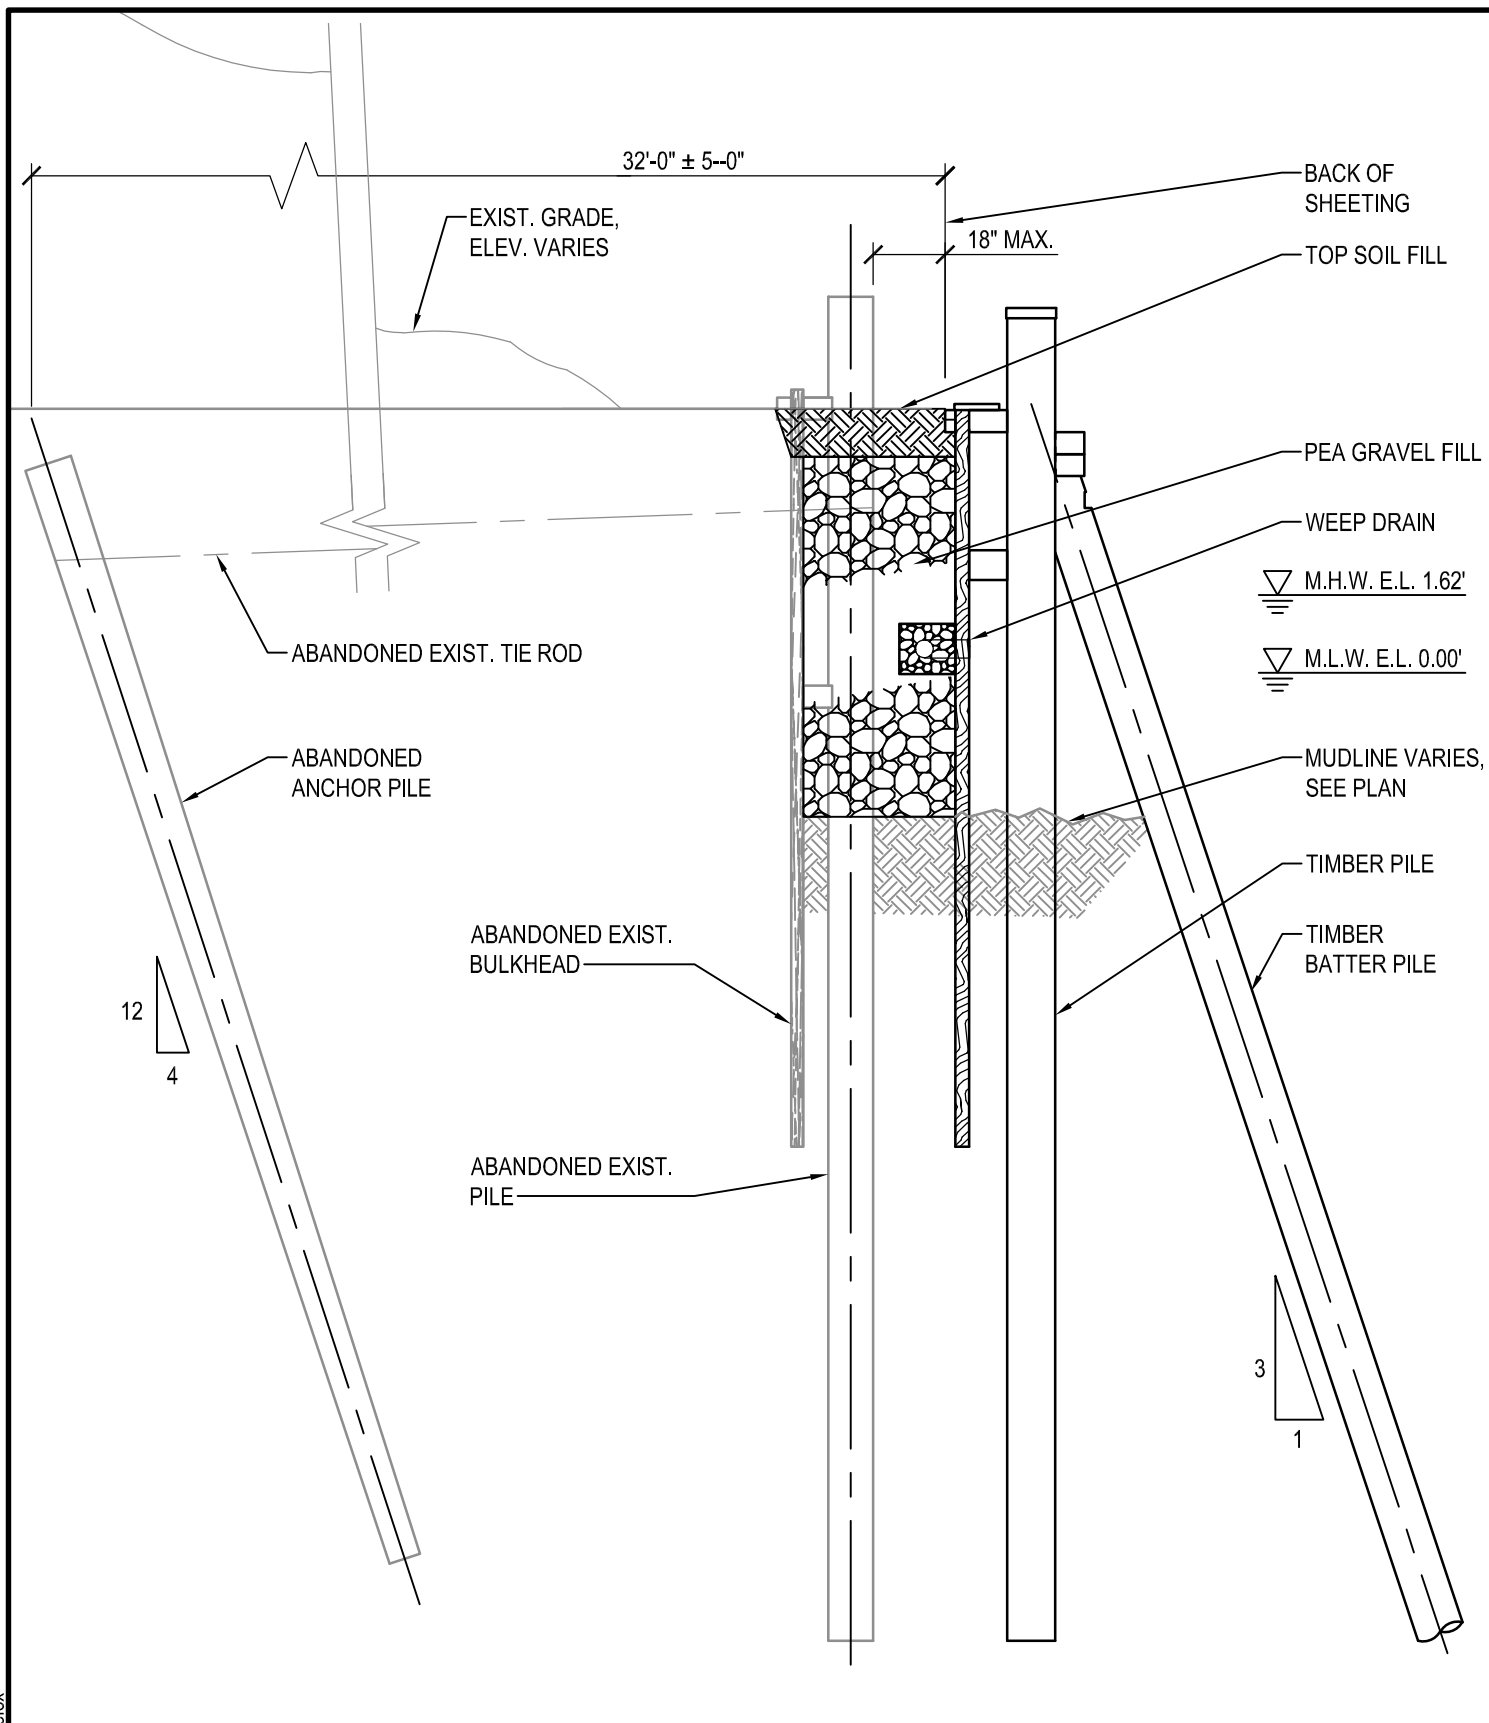 32'-0" ± 5--0"
BACK OF
SHEETING
EXIST. GRADE,
ELEV. VARIES
18" MAX.
TOP SOIL FILL
PEA GRAVEL FILL
WEEP DRAIN
M.H.W. E.L. 1.62'
ABANDONED EXIST. TIE ROD
M.L.W. E.L. 0.00'
ABANDONED
ANCHOR PILE
MUDLINE VARIES,
SEE PLAN
TIMBER PILE
ABANDONED EXIST.
BULKHEAD
TIMBER
BATTER PILE
12
4
ABANDONED EXIST.
PILE
3
1